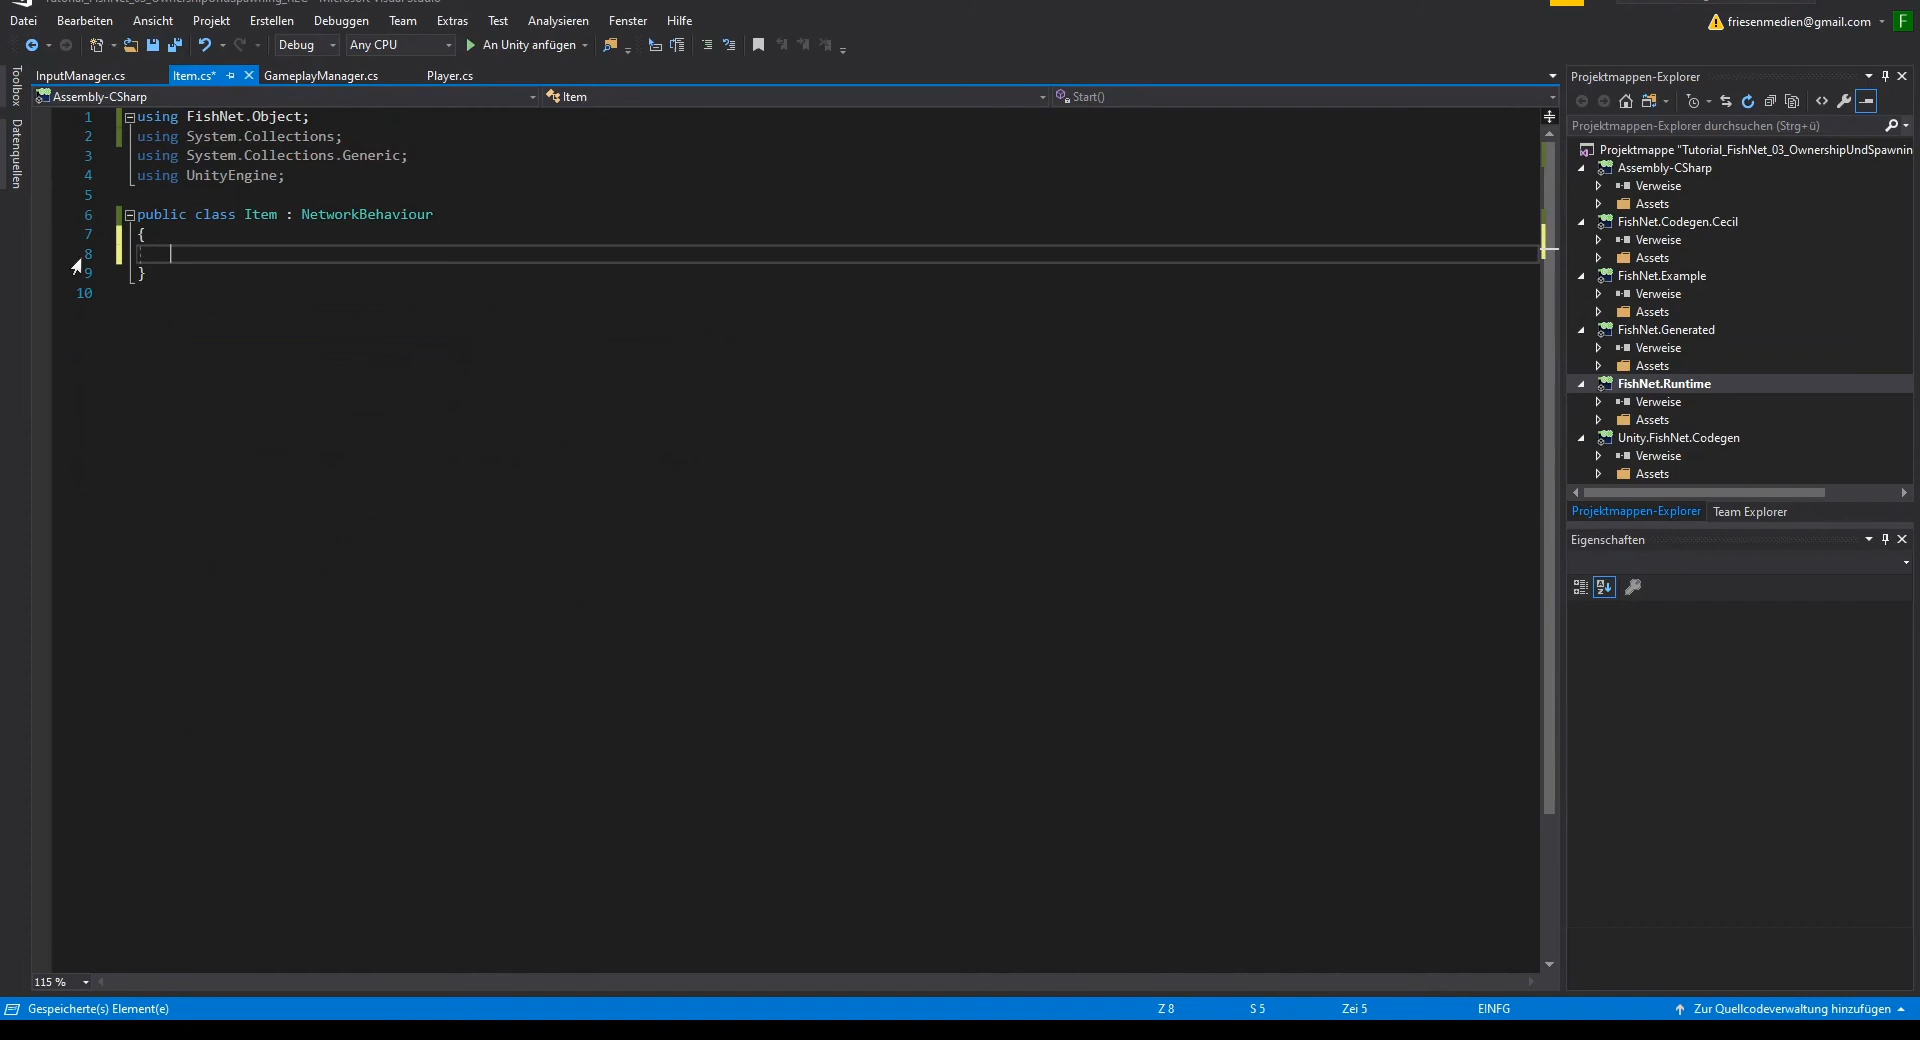 Datei Bearbeiten Ansicht Projekt Erstellen Debuggen Team Extras Test Analysieren Fenster Hilfe
friesenmedien@gmail.com F
Debug Any CPU An Unity anfügen
InputManager.cs Item.cs* GameplayManager.cs Player.cs
Assembly-CSharp Item Start()
Toolbox
Datenquellen
1 using FishNet.Object;
2 using System.Collections;
3 using System.Collections.Generic;
4 using UnityEngine;
5
6 public class Item : NetworkBehaviour
7 {
8
9 }
10
115 %
Projektmappen-Explorer
Projektmappen-Explorer durchsuchen (Strg+ü)
Projektmappe "Tutorial_FishNet_03_OwnershipUndSpawnin
Assembly-CSharp
Verweise
Assets
FishNet.Codegen.Cecil
Verweise
Assets
FishNet.Example
Verweise
Assets
FishNet.Generated
Verweise
Assets
FishNet.Runtime
Verweise
Assets
Unity.FishNet.Codegen
Verweise
Assets
Projektmappen-Explorer Team Explorer
Eigenschaften
Gespeicherte(s) Element(e) Z 8 S 5 Zei 5 EINFG Zur Quellcodeverwaltung hinzufügen